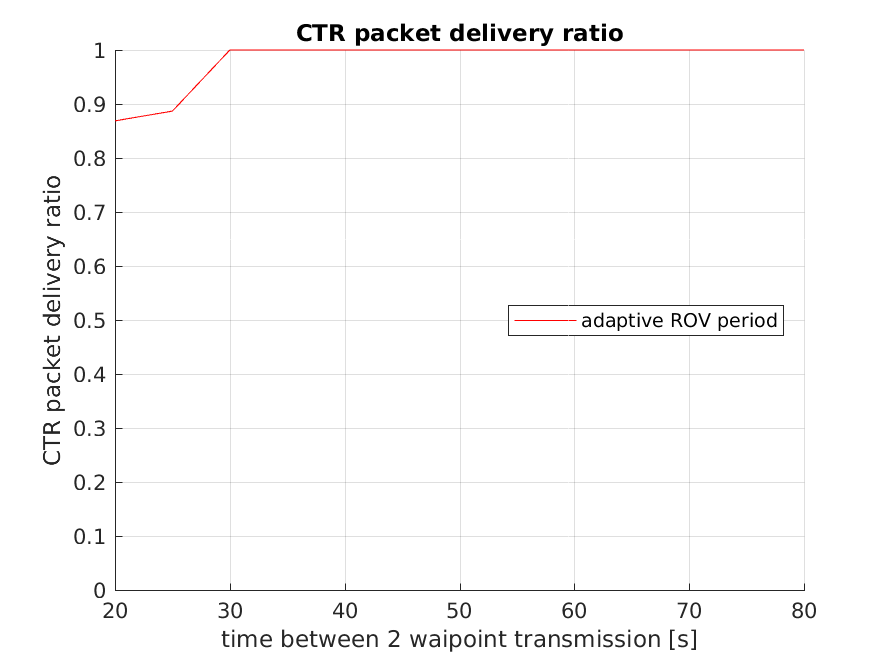 CTR packet delivery ratio
1
0.9
0.8
0.7
0.6
0.5
0.4
0.3
0.2
0.1
0
CTR packet delivery ratio
adaptive ROV period
20 30 40 50 60 70 80
time between 2 waipoint transmission [s]